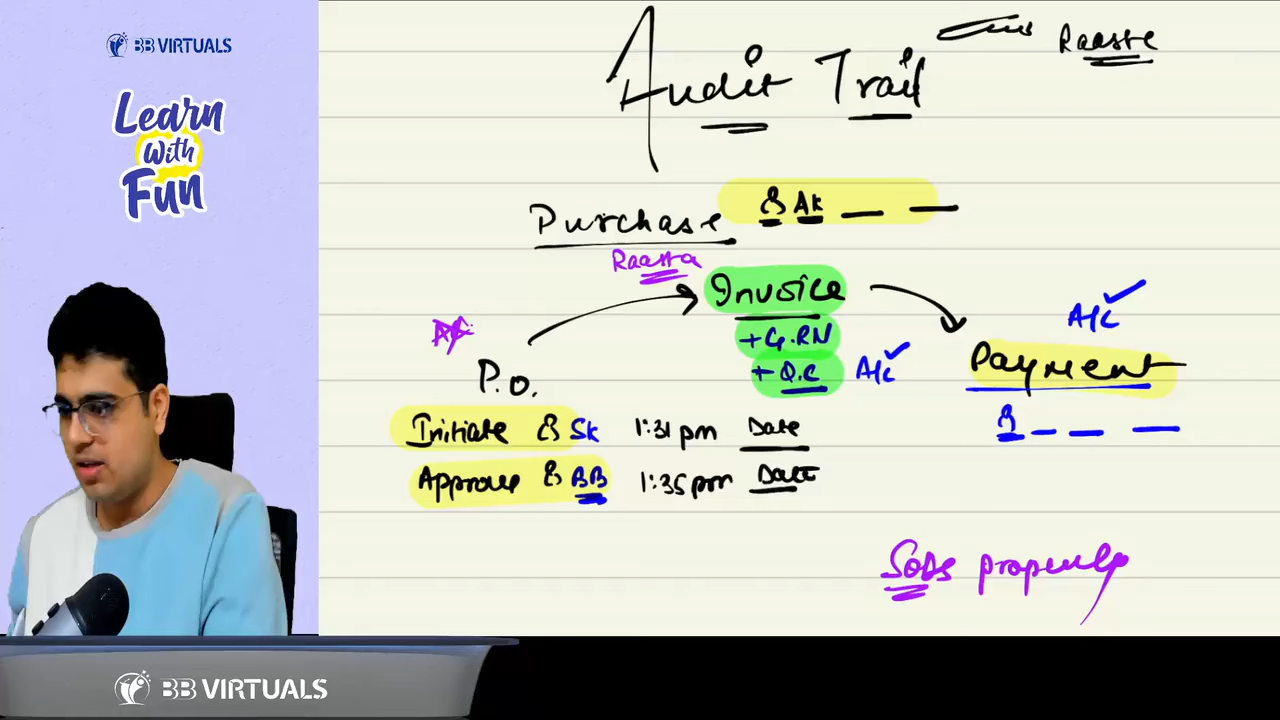 BB VIRTUALS
Learn
With
Fun
Audit Trail Raaste
Purchase & Ak
Raasta
Invoice
+ G.RN
+ Q.C A/c ✓
A/c ✓
Payment
P.O.
Initiate & Sk 1:31 pm Date
Approve & BB 1:35 pm Date
SoDs
BB VIRTUALS